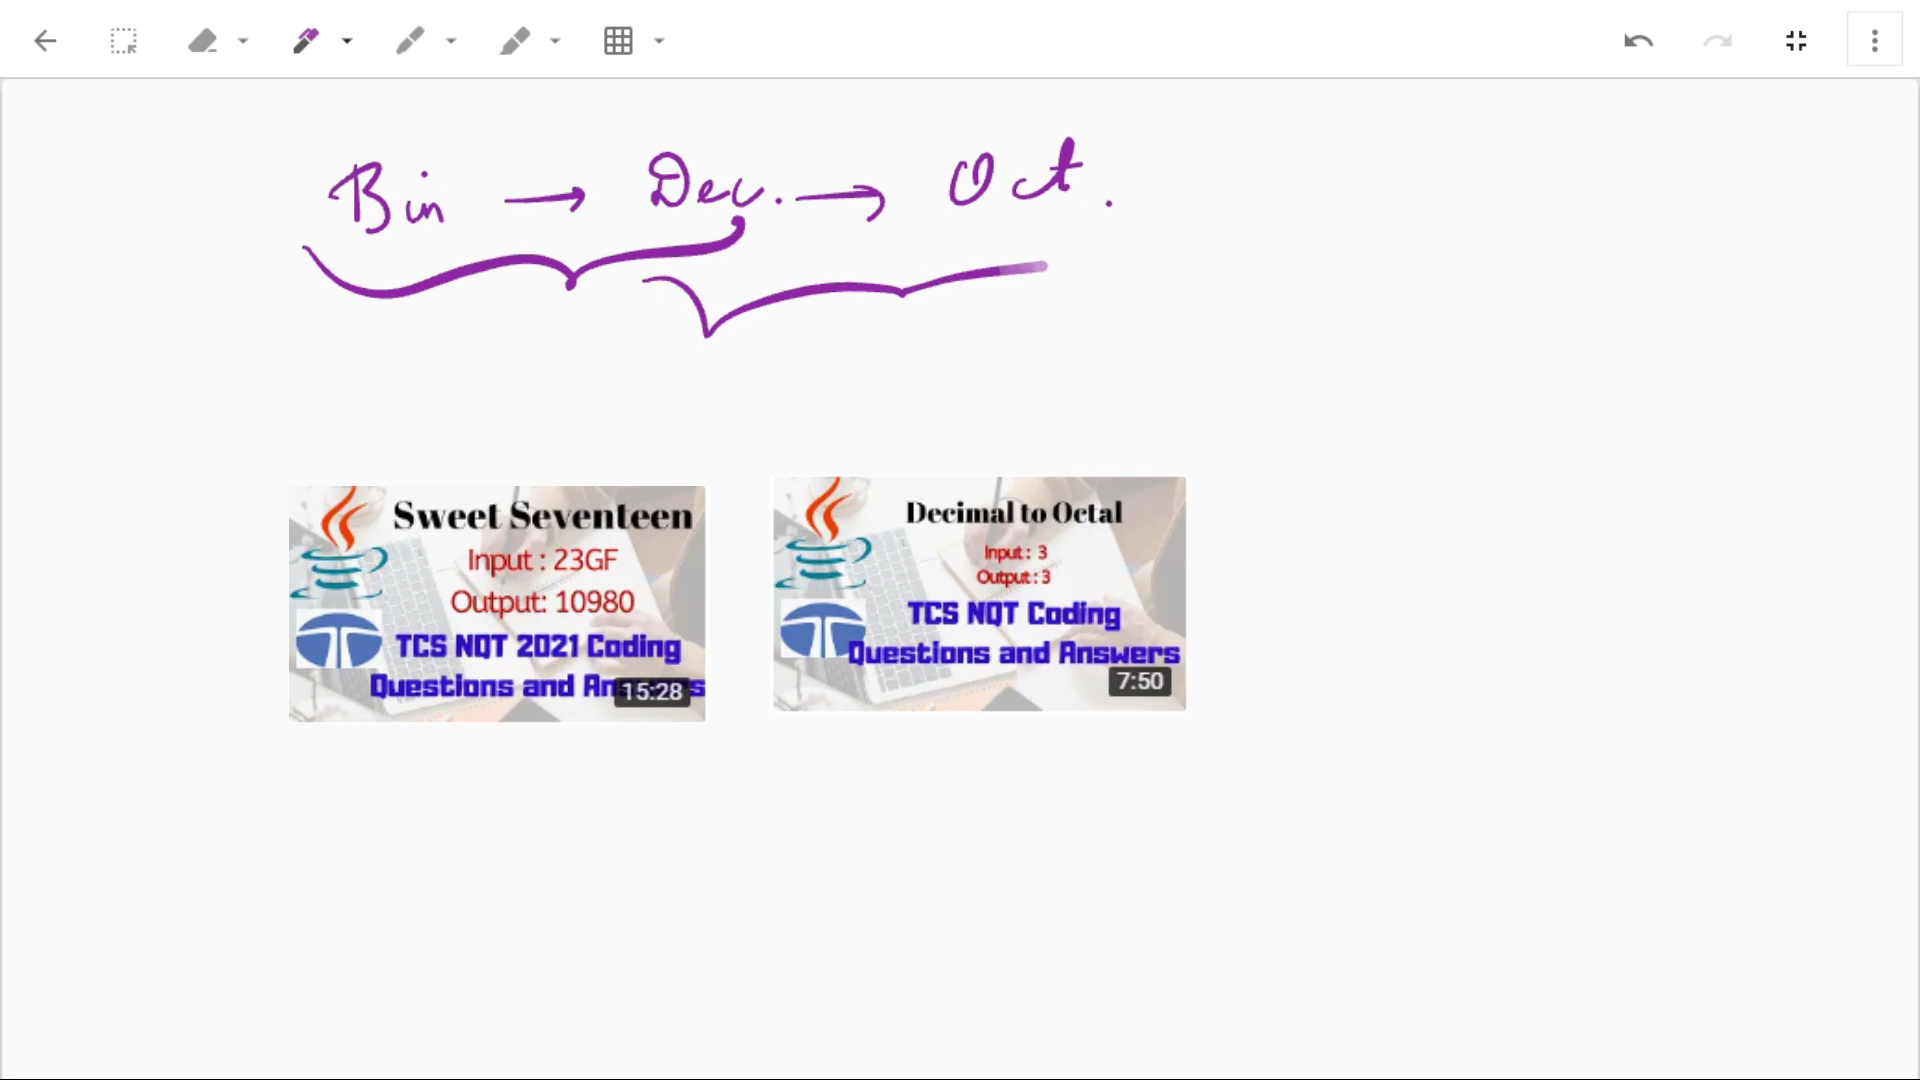 Bin → Dec. → Oct.
Sweet Seventeen
Input : 23GF
Output: 10980
TCS NQT 2021 Coding
Questions and An s
15:28
Decimal to Octal
Input : 3
Output : 3
TCS NQT Coding
Questions and Answers
7:50